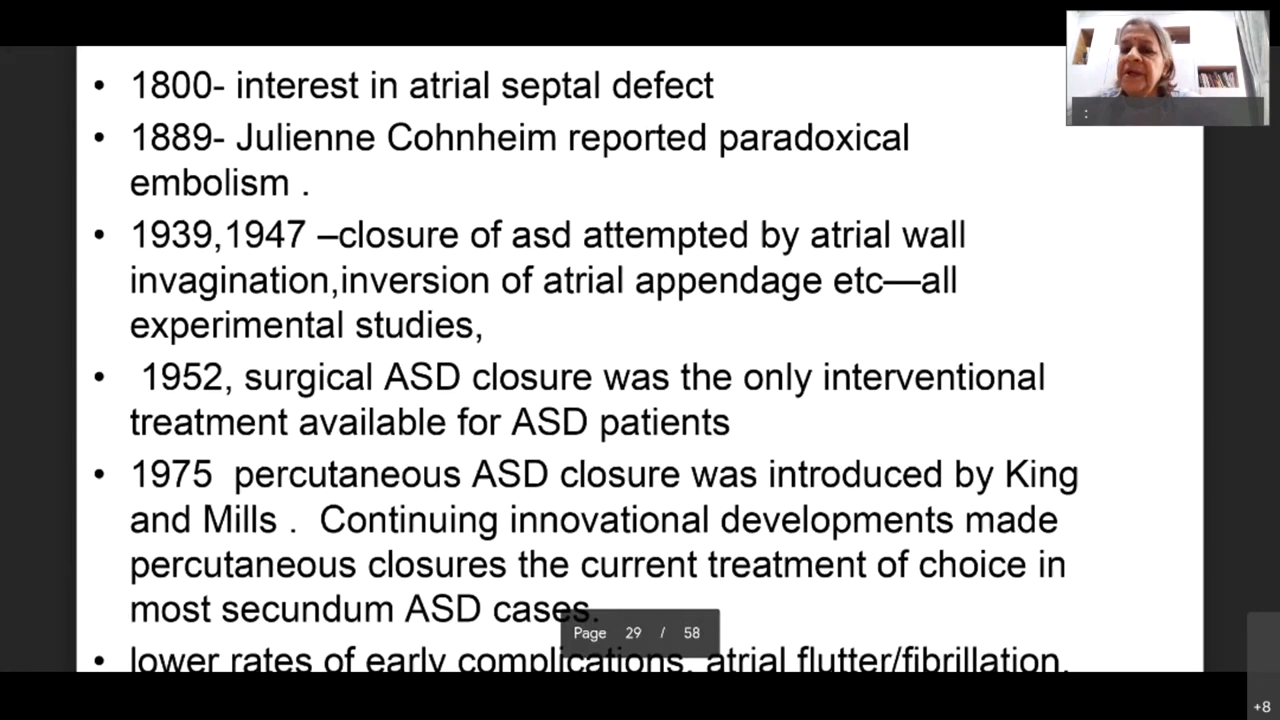 • 1800- interest in atrial septal defect
• 1889- Julienne Cohnheim reported paradoxical
embolism .
• 1939,1947 –closure of asd attempted by atrial wall
invagination,inversion of atrial appendage etc—all
experimental studies,
• 1952, surgical ASD closure was the only interventional
treatment available for ASD patients
• 1975 percutaneous ASD closure was introduced by King
and Mills . Continuing innovational developments made
percutaneous closures the current treatment of choice in
most secundum ASD cases.
Page 29 / 58
• lower rates of early complications, atrial flutter/fibrillation,
:
+8